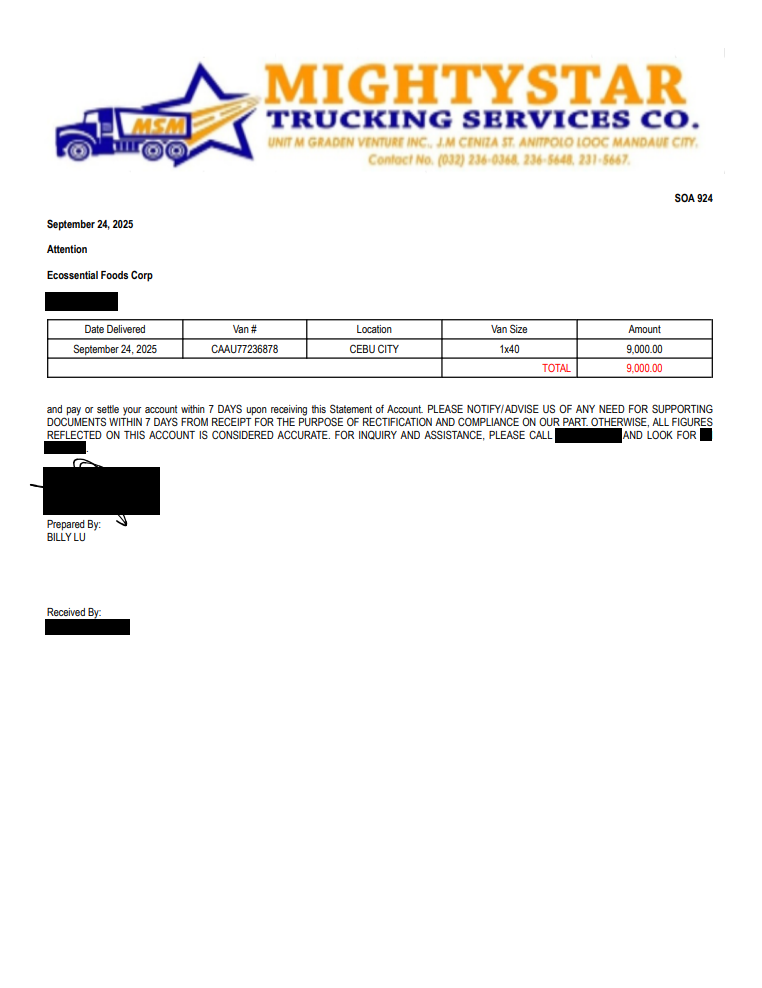 MIGHTYSTAR
TRUCKING SERVICES CO.
MSM
UNIT M GRADEN VENTURE INC., J.M CENIZA ST. ANITPOLO LOOC MANDAUE CITY.
Contact No. (032) 236-0368, 236-5648, 231-5667.
SOA 924
September 24, 2025
Attention
Ecossential Foods Corp
Date Delivered Van # Location Van Size Amount
September 24, 2025 CAAU77236878 CEBU CITY 1x40 9,000.00
TOTAL 9,000.00
and pay or settle your account within 7 DAYS upon receiving this Statement of Account. PLEASE NOTIFY/ADVISE US OF ANY NEED FOR SUPPORTING
DOCUMENTS WITHIN 7 DAYS FROM RECEIPT FOR THE PURPOSE OF RECTIFICATION AND COMPLIANCE ON OUR PART. OTHERWISE, ALL FIGURES
REFLECTED ON THIS ACCOUNT IS CONSIDERED ACCURATE. FOR INQUIRY AND ASSISTANCE, PLEASE CALL AND LOOK FOR
.
Prepared By:
BILLY LU
Received By: